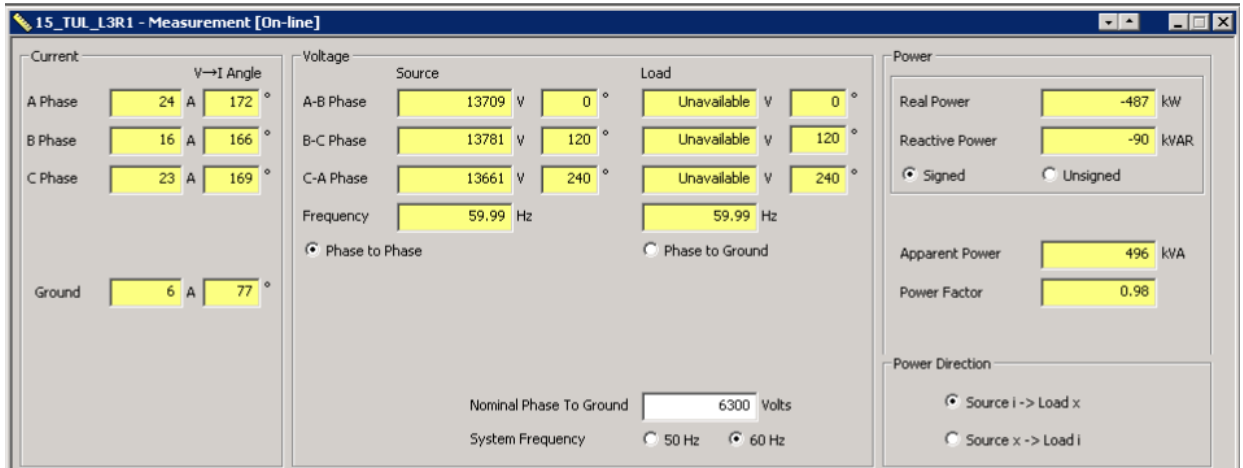 15_TUL_L3R1 - Measurement [On-line]
Current
V→I Angle
A Phase 24 A 172 °
B Phase 16 A 166 °
C Phase 23 A 169 °
Ground 6 A 77 °
Voltage
Source Load
A-B Phase 13709 V 0 ° Unavailable V 0 °
B-C Phase 13781 V 120 ° Unavailable V 120 °
C-A Phase 13661 V 240 ° Unavailable V 240 °
Frequency 59.99 Hz 59.99 Hz
Phase to Phase Phase to Ground
Nominal Phase To Ground 6300 Volts
System Frequency 50 Hz 60 Hz
Power
Real Power -487 kW
Reactive Power -90 kVAR
Signed Unsigned
Apparent Power 496 kVA
Power Factor 0.98
Power Direction
Source i -> Load x
Source x -> Load i